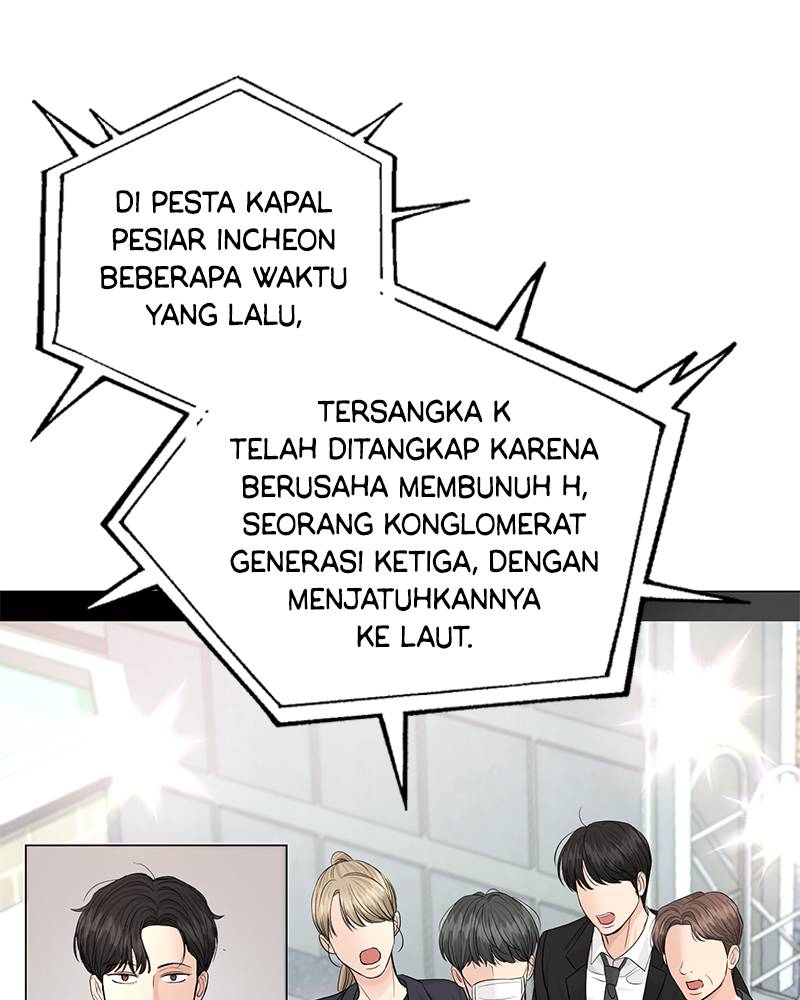 DI PESTA KAPAL
PESIAR INCHEON
BEBERAPA WAKTU
YANG LALU,
TERSANGKA K
TELAH DITANGKAP KARENA
BERUSAHA MEMBUNUH H,
SEORANG KONGLOMERAT
GENERASI KETIGA, DENGAN
MENJATUHKANNYA
KE LAUT.